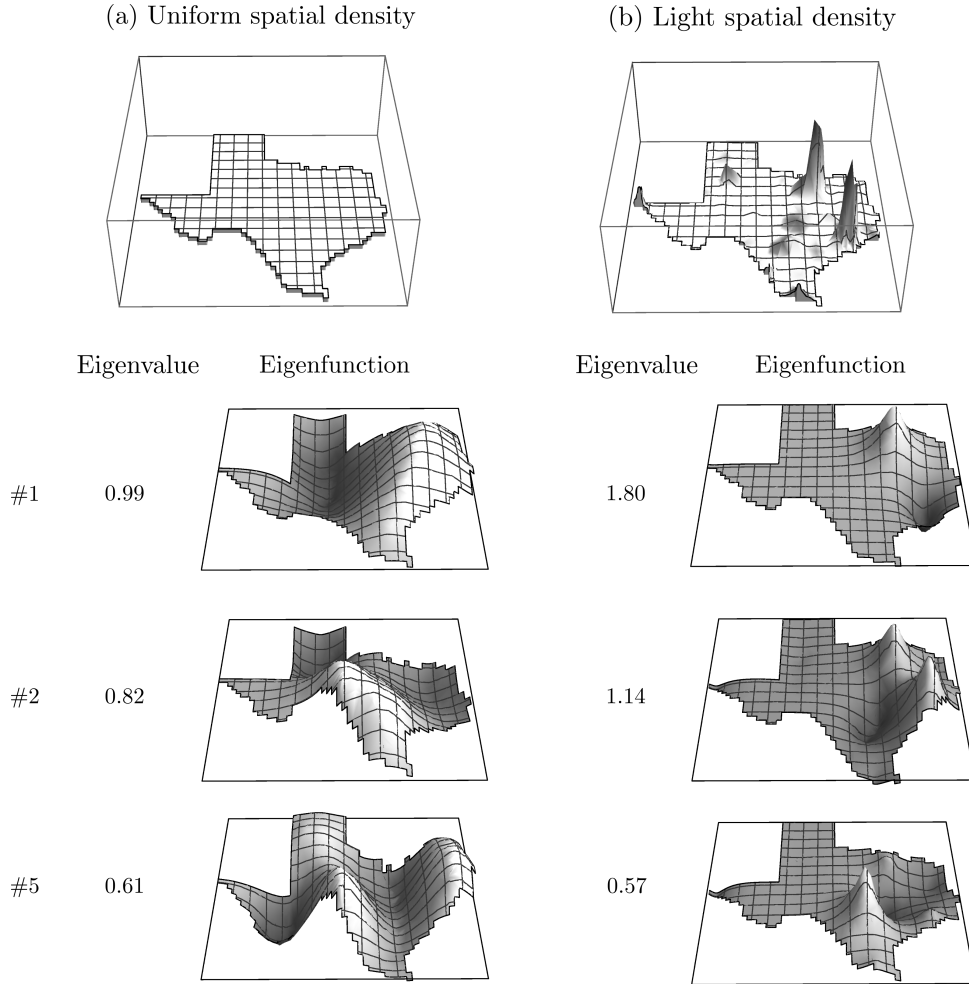 (a) Uniform spatial density
(b) Light spatial density
Eigenvalue Eigenfunction
Eigenvalue Eigenfunction
#1 0.99
1.80
#2 0.82
1.14
#5 0.61
0.57